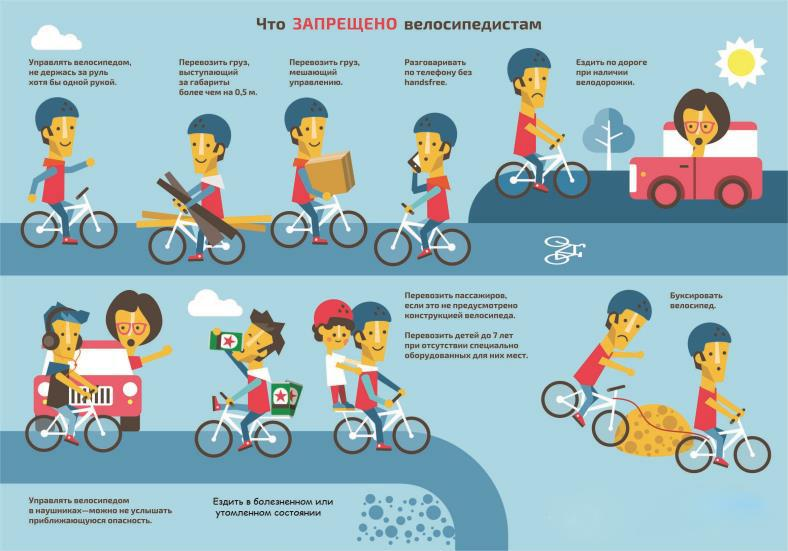 Что ЗАПРЕЩЕНО велосипедистам
Управлять велосипедом,
не держась за руль
хотя бы одной рукой.
Перевозить груз,
выступающий
за габариты
более чем на 0,5 м.
Перевозить груз,
мешающий
управлению.
Разговаривать
по телефону без
handsfree.
Ездить по дороге
при наличии
велодорожки.
Перевозить пассажиров,
если это не предусмотрено
конструкцией велосипеда.
Перевозить детей до 7 лет
при отсутствии специально
оборудованных для них мест.
Буксировать
велосипед.
Управлять велосипедом
в наушниках—можно не услышать
приближающуюся опасность.
Ездить в болезненном или
утомленном состоянии